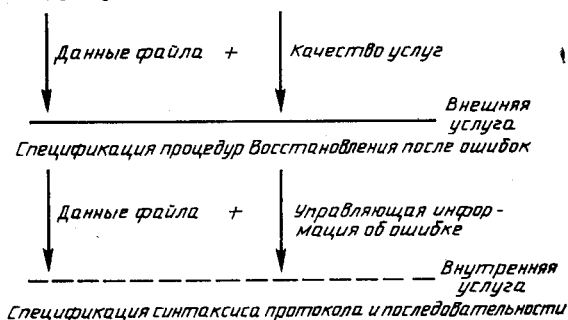 Данные файла + Качество услуг
Внешняя
услуга
Спецификация процедур Восстановления после ошибок
Данные файла + Управляющая инфор-
мация об ошибке
Внутренняя
услуга
Спецификация синтаксиса протокола и последовательности